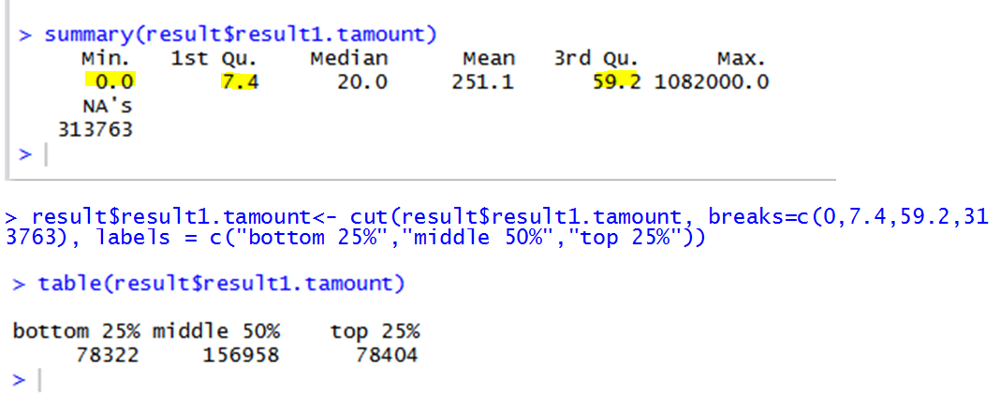 > summary(result$result1.tamount)
Min. 1st Qu. Median Mean 3rd Qu. Max.
0.0 7.4 20.0 251.1 59.2 1082000.0
NA's
313763
>
> result$result1.tamount<- cut(result$result1.tamount, breaks=c(0,7.4,59.2,31
3763), labels = c("bottom 25%","middle 50%","top 25%"))
> table(result$result1.tamount)
bottom 25% middle 50% top 25%
78322 156958 78404
>